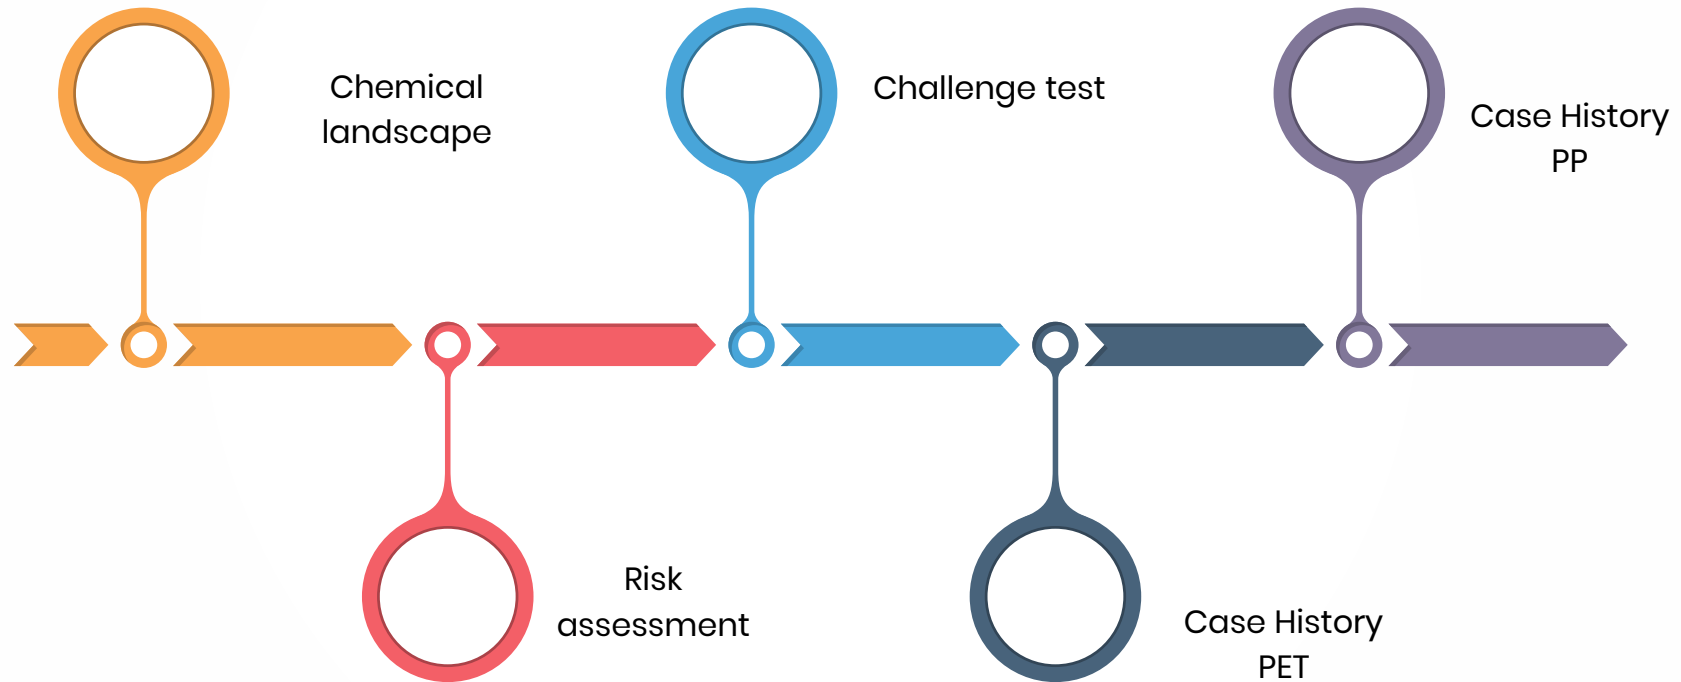 Chemical
landscape
Risk
assessment
Challenge test
Case History
PET
Case History
PP